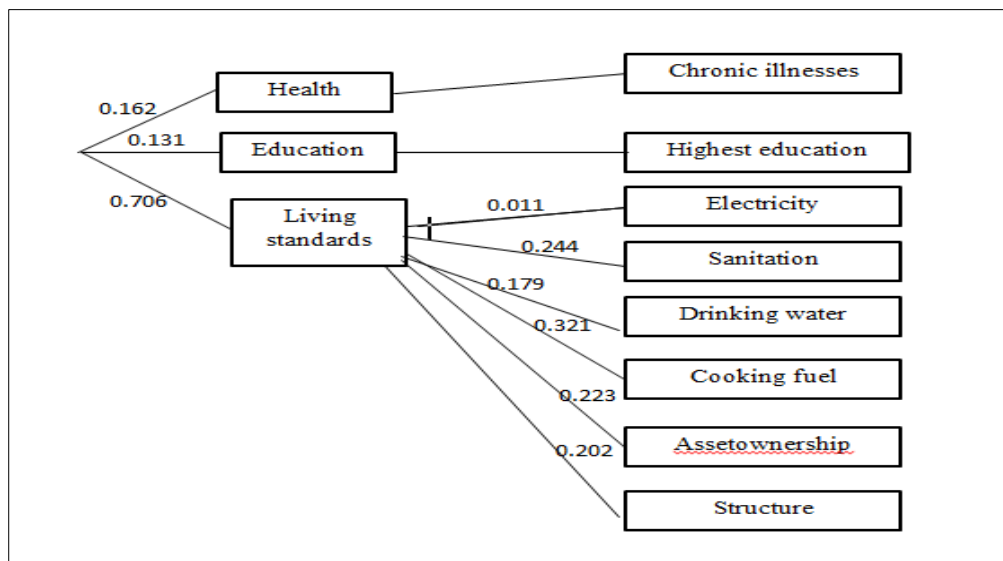 Chronic illnesses
Health
0.162
0.131
Education
Highest education
0.706
Living
standards
0.011
Electricity
0.244
Sanitation
0.179
Drinking water
0.321
Cooking fuel
0.223
Assetownership
0.202
Structure